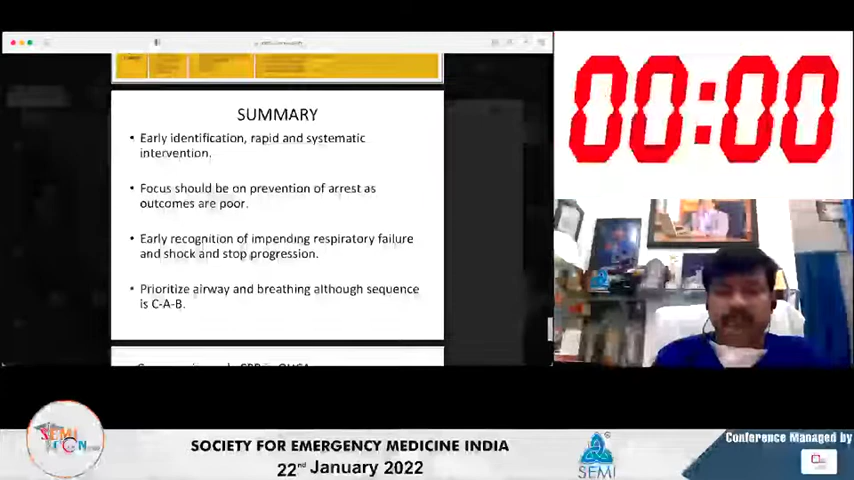 SUMMARY
• Early identification, rapid and systematic
intervention.
• Focus should be on prevention of arrest as
outcomes are poor.
• Early recognition of impending respiratory failure
and shock and stop progression.
• Prioritize airway and breathing although sequence
is C-A-B.
00:00
SEMI
CON
SOCIETY FOR EMERGENCY MEDICINE INDIA
22nd January 2022
SEMI
Conference Managed by